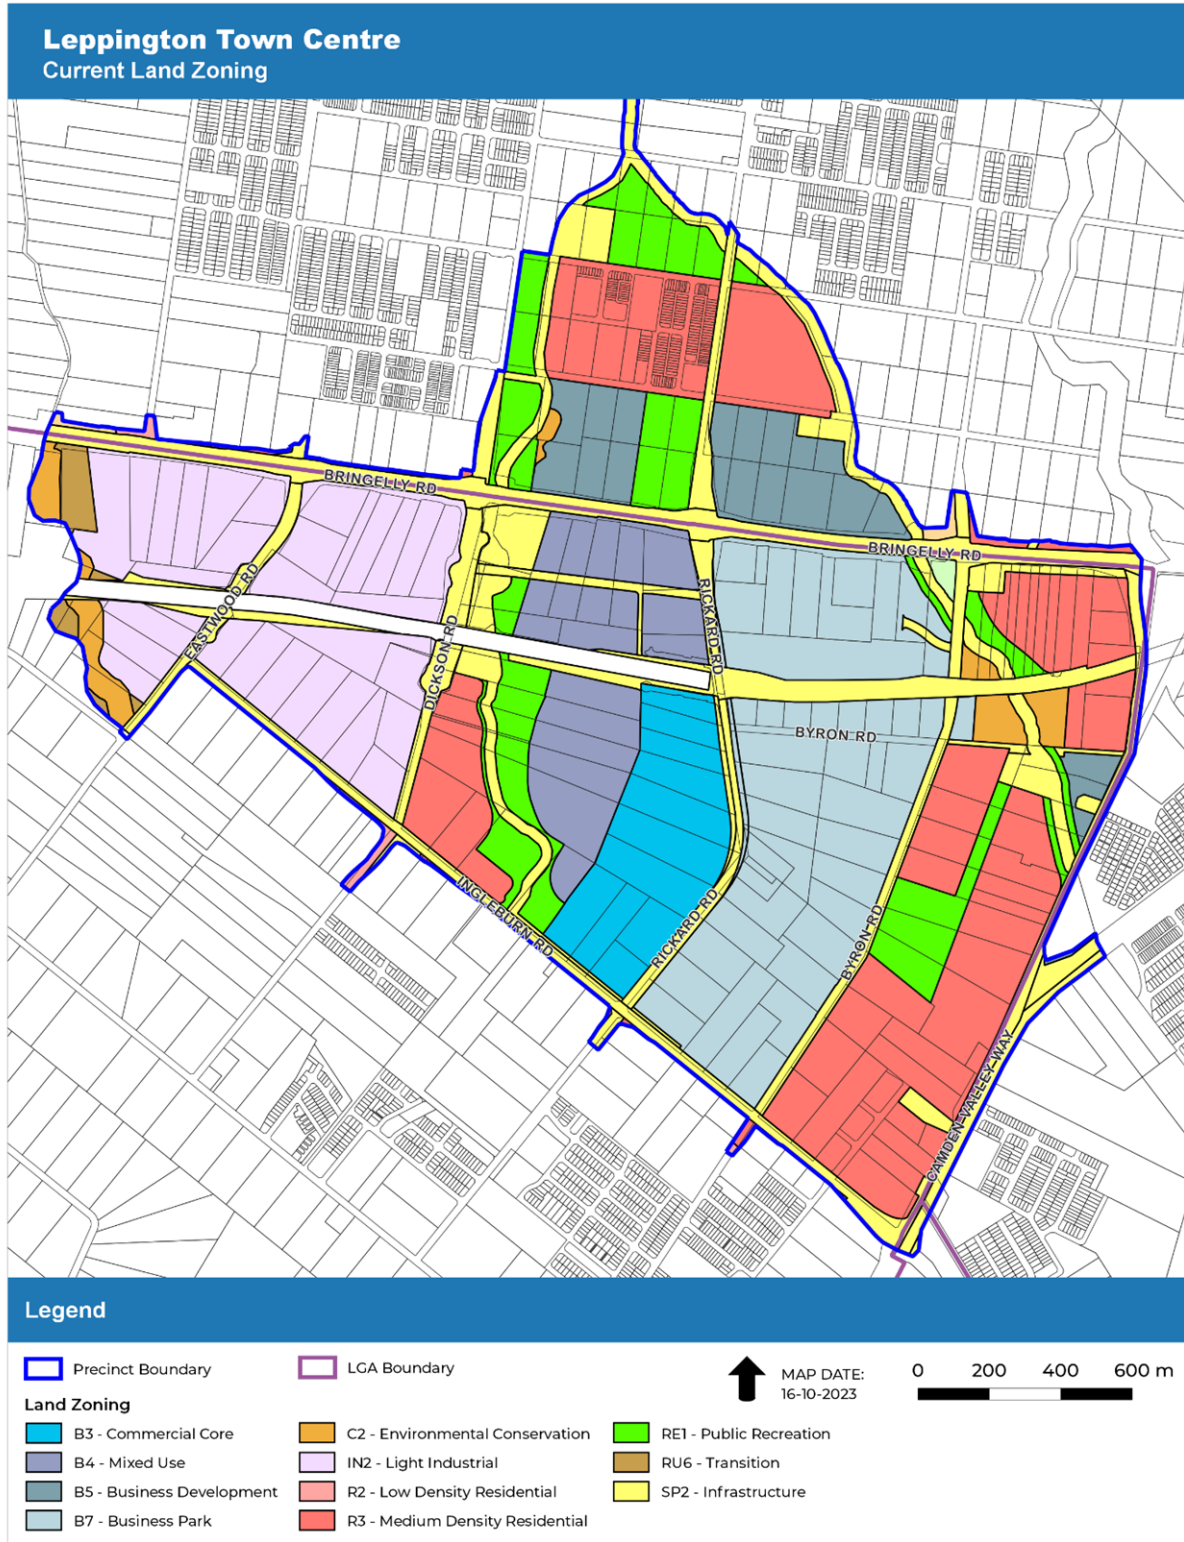 Leppington Town Centre
Current Land Zoning
BRINGELLY RD
BRINGELLY RD
EASTWOOD RD
DICKSON RD
RICKARD RD
BYRON RD
INGLEBURN RD
RICKARD RD
BYRON RD
CAMDEN VALLEY WAY
Legend
Precinct Boundary
LGA Boundary
MAP DATE:
16-10-2023
0 200 400 600 m
Land Zoning
B3 - Commercial Core
B4 - Mixed Use
B5 - Business Development
B7 - Business Park
C2 - Environmental Conservation
IN2 - Light Industrial
R2 - Low Density Residential
R3 - Medium Density Residential
RE1 - Public Recreation
RU6 - Transition
SP2 - Infrastructure